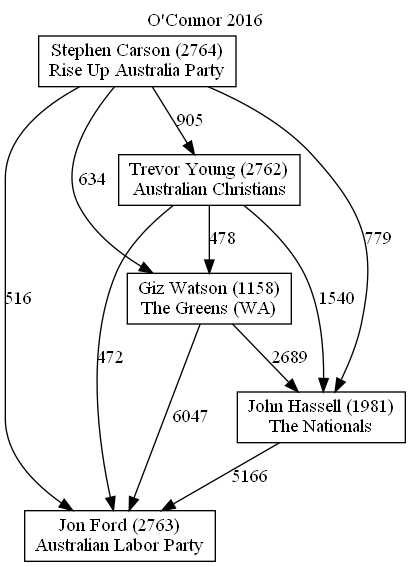 O'Connor 2016
Stephen Carson (2764)
Rise Up Australia Party
905
Trevor Young (2762)
Australian Christians
634
779
478
Giz Watson (1158)
The Greens (WA)
516
1540
472
2689
John Hassell (1981)
The Nationals
6047
5166
Jon Ford (2763)
Australian Labor Party